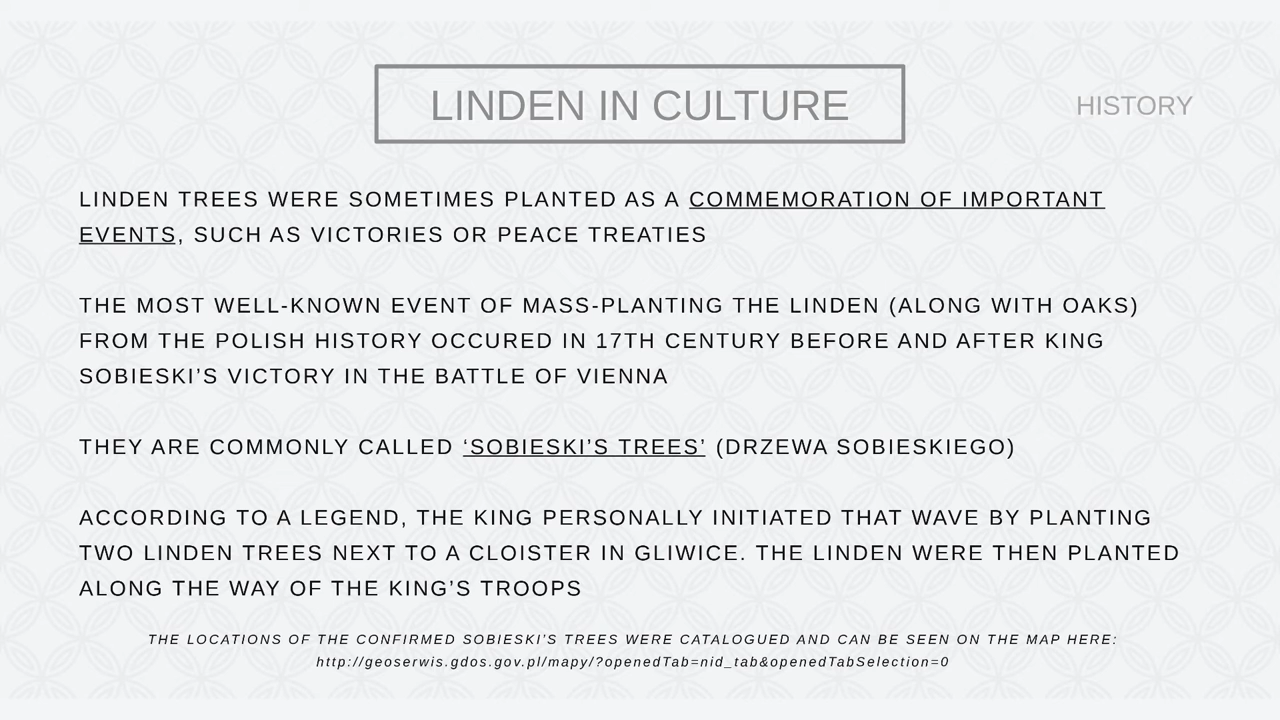 LINDEN IN CULTURE
HISTORY
LINDEN TREES WERE SOMETIMES PLANTED AS A COMMEMORATION OF IMPORTANT
EVENTS, SUCH AS VICTORIES OR PEACE TREATIES
THE MOST WELL-KNOWN EVENT OF MASS-PLANTING THE LINDEN (ALONG WITH OAKS)
FROM THE POLISH HISTORY OCCURED IN 17TH CENTURY BEFORE AND AFTER KING
SOBIESKI’S VICTORY IN THE BATTLE OF VIENNA
THEY ARE COMMONLY CALLED ‘SOBIESKI’S TREES’ (DRZEWA SOBIESKIEGO)
ACCORDING TO A LEGEND, THE KING PERSONALLY INITIATED THAT WAVE BY PLANTING
TWO LINDEN TREES NEXT TO A CLOISTER IN GLIWICE. THE LINDEN WERE THEN PLANTED
ALONG THE WAY OF THE KING’S TROOPS
THE LOCATIONS OF THE CONFIRMED SOBIESKI’S TREES WERE CATALOGUED AND CAN BE SEEN ON THE MAP HERE:
http://geoserwis.gdos.gov.pl/mapy/?openedTab=nid_tab&openedTabSelection=0